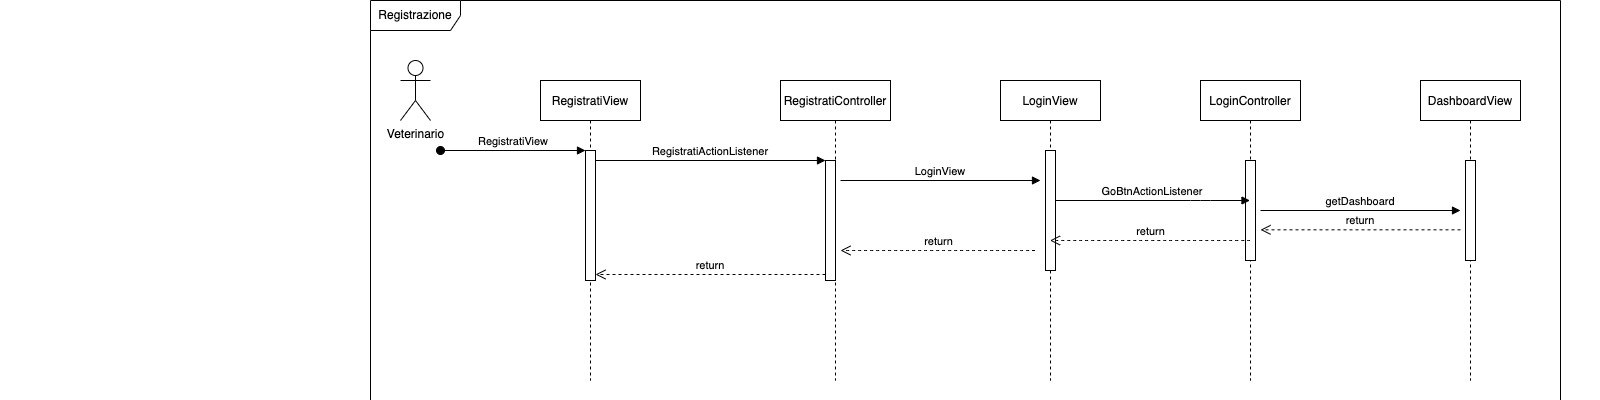 Registrazione
Veterinario
RegistratiView
RegistratiController
LoginView
LoginController
DashboardView
RegistratiView
RegistratiActionListener
LoginView
GoBtnActionListener
getDashboard
return
return
return
return